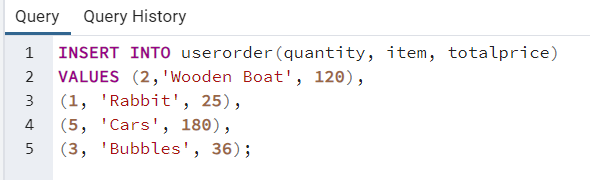 Query Query History
1 INSERT INTO userorder(quantity, item, totalprice)
2 VALUES (2,'Wooden Boat', 120),
3 (1, 'Rabbit', 25),
4 (5, 'Cars', 180),
5 (3, 'Bubbles', 36);